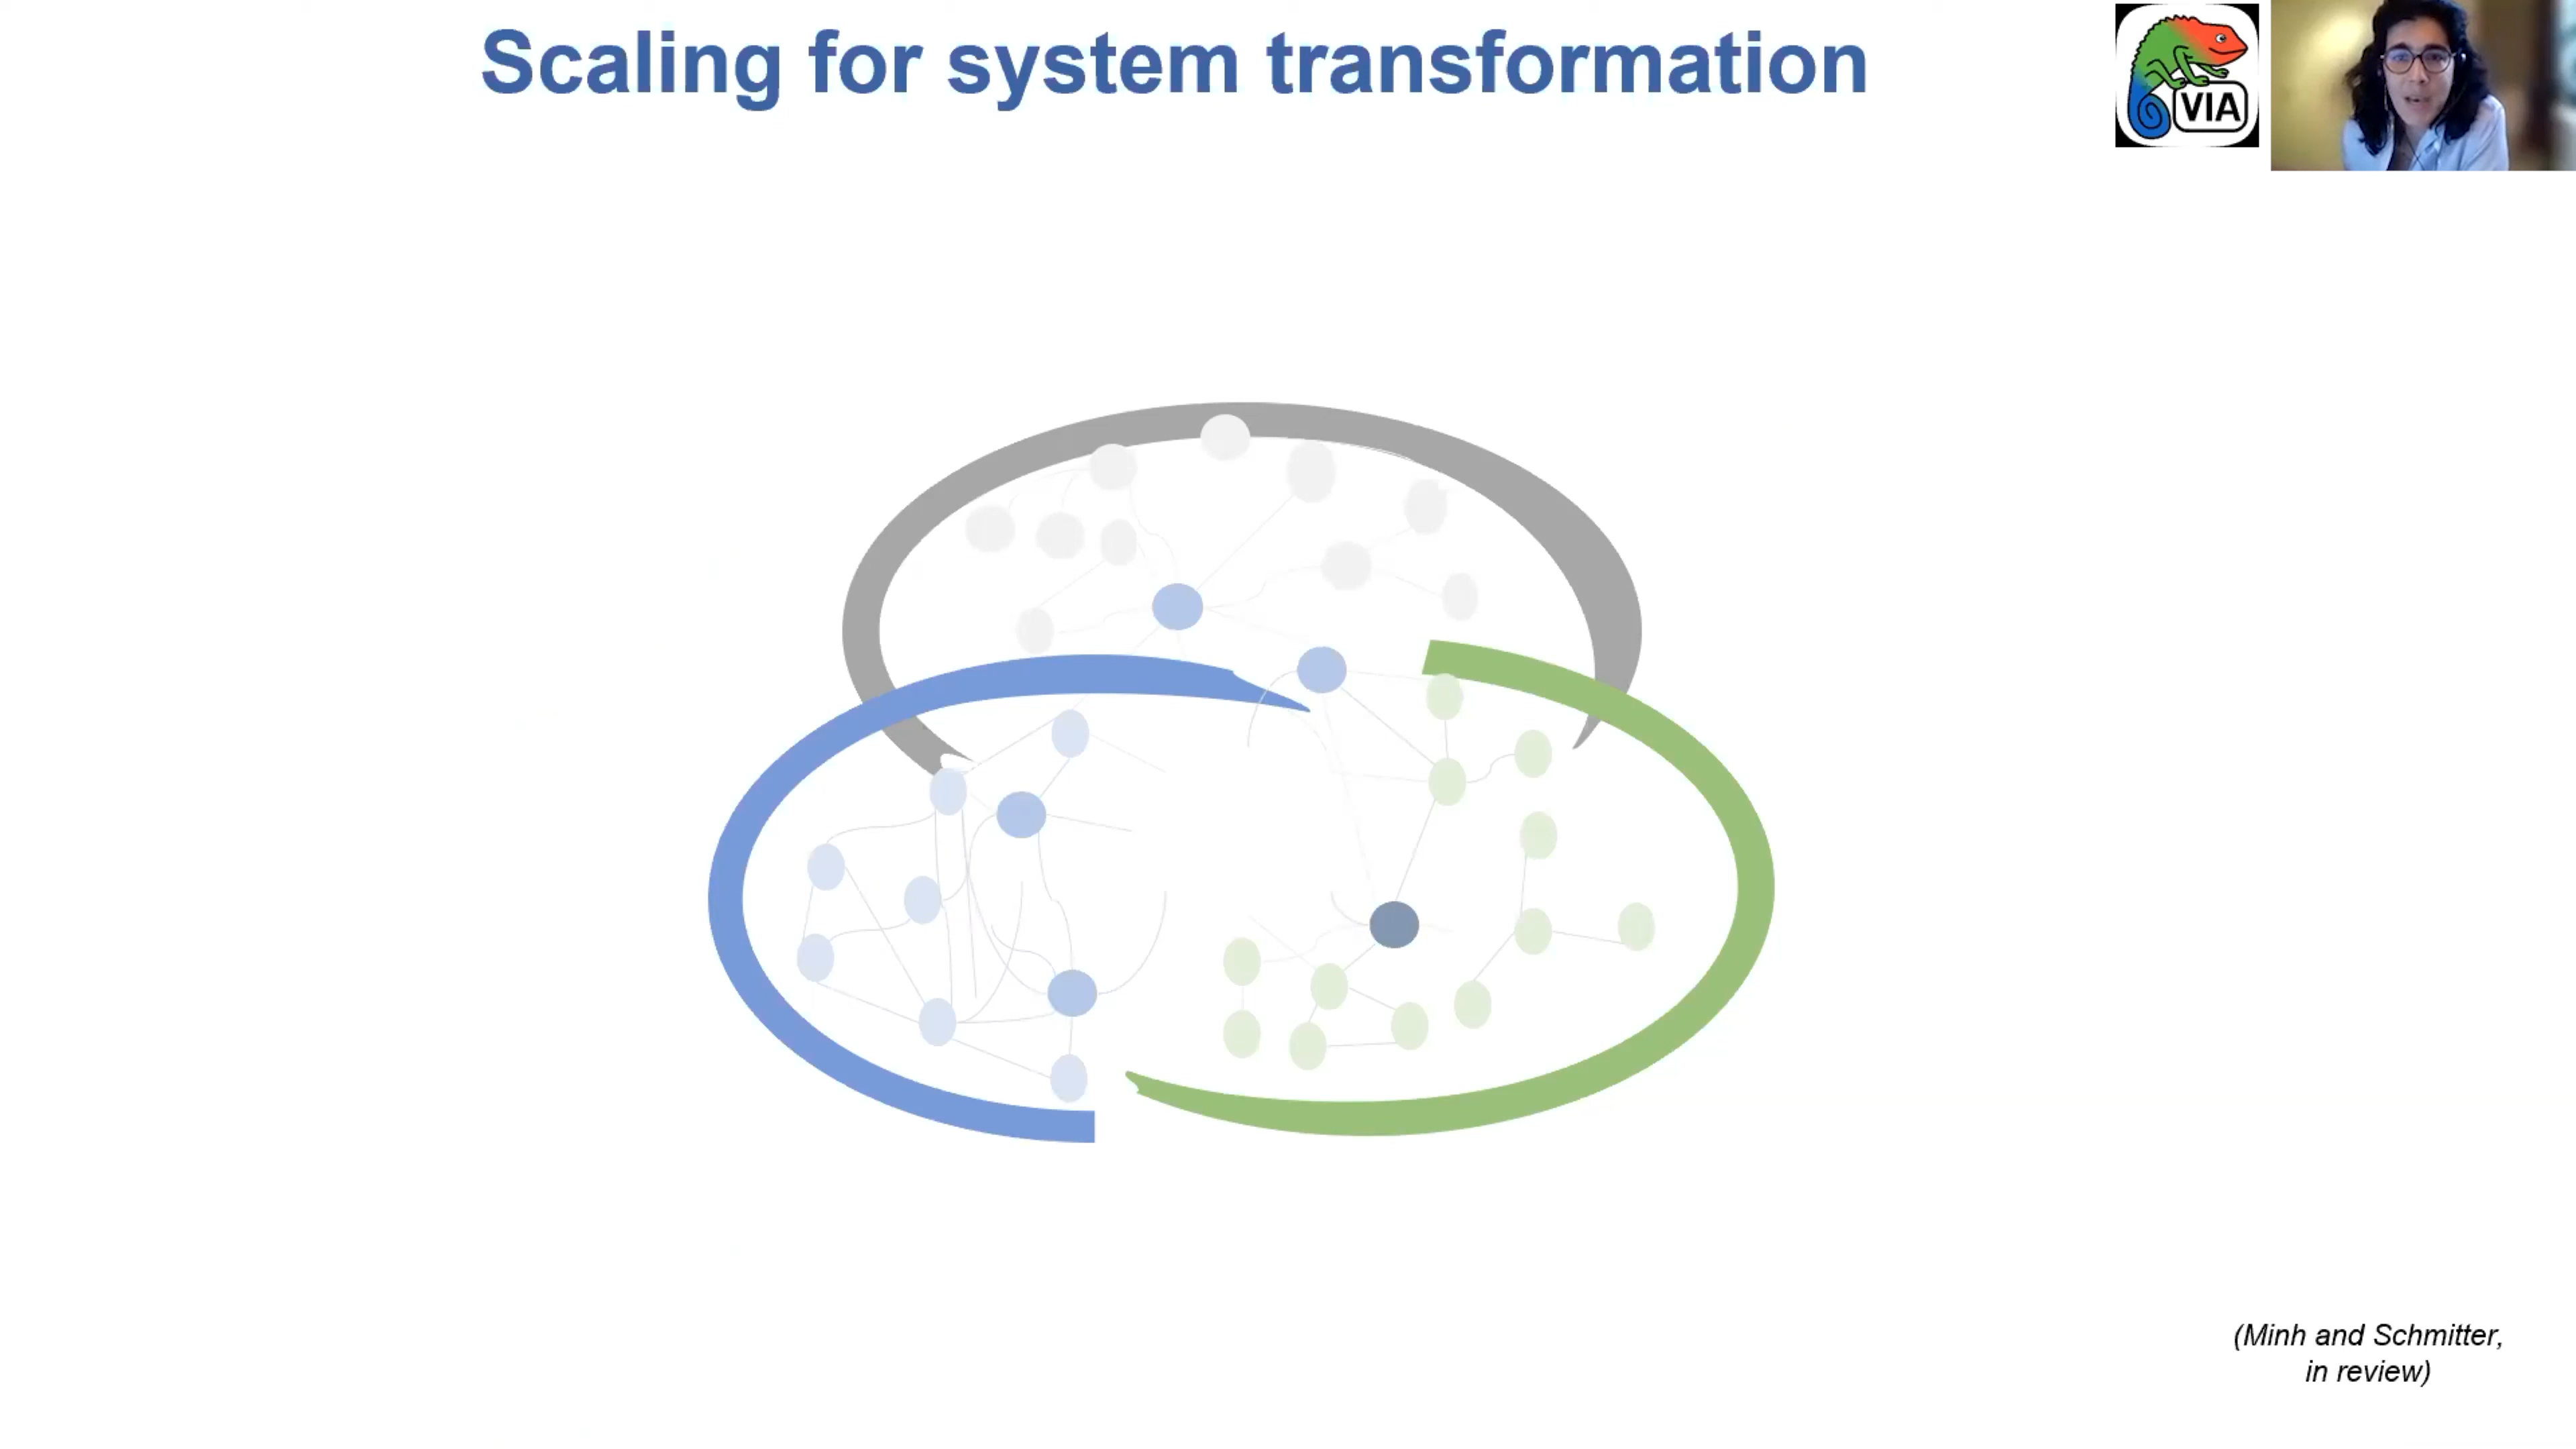 Scaling for system transformation
VIA
(Minh and Schmitter,
in review)